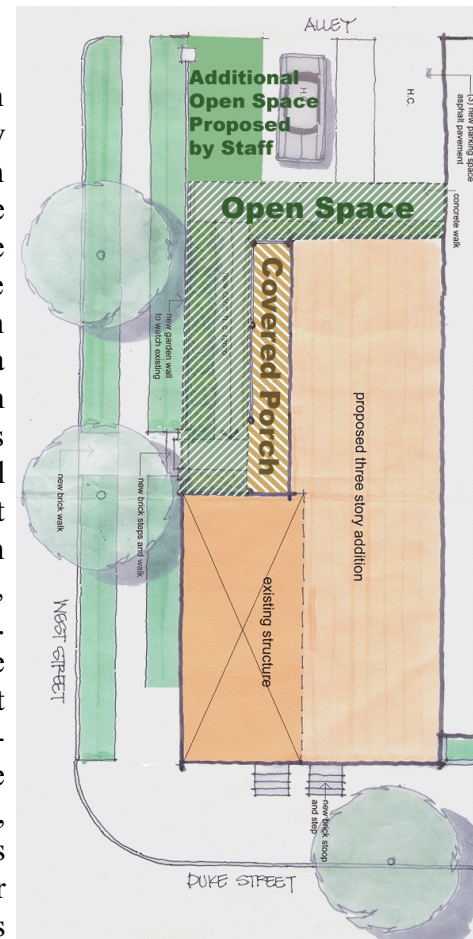 ALLEY
Additional
Open Space
Proposed
by Staff
H.C.
H.C.
(3) new parking space
asphalt pavement
concrete walk
Open Space
Covered Porch
new garden wall
to match existing
proposed three story addition
new brick walk
new brick steps and walk
existing structure
WEST STREET
new brick stoop
and step
DUKE STREET